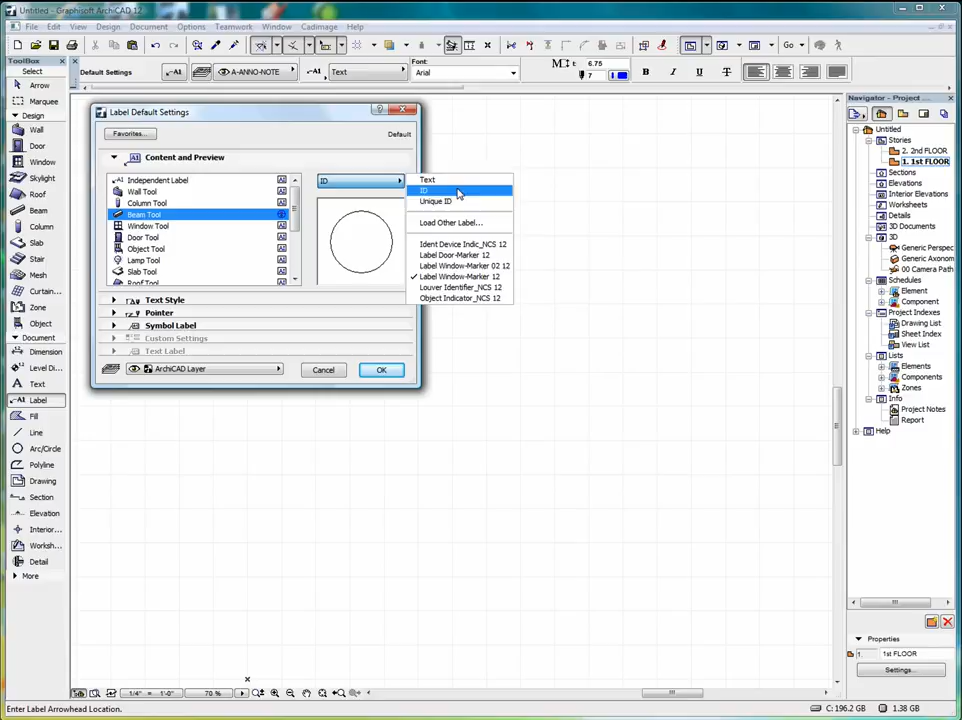 Untitled - Graphisoft ArchiCAD 12
File Edit View Design Document Options Teamwork Window Cadimage Help
Go
ToolBox
Select
Arrow
Marquee
Design
Wall
Door
Window
Skylight
Roof
Beam
Column
Slab
Stair
Mesh
Curtain...
Zone
Object
Document
Dimension
Level Di...
Text
Label
Fill
Line
Arc/Circle
Polyline
Drawing
Section
Elevation
Interior...
Worksh...
Detail
More
Default Settings
A1
A-ANNO-NOTE
A1
Text
Font:
Arial
6.75
7
B I U T
Label Default Settings
Favorites...
Default
Content and Preview
Independent Label
Wall Tool
Column Tool
Beam Tool
Window Tool
Door Tool
Object Tool
Lamp Tool
Slab Tool
Roof Tool
ID
Text
ID
Unique ID
Load Other Label...
Ident Device Indic_NCS 12
Label Door-Marker 12
Label Window-Marker 02 12
Label Window-Marker 12
Louver Identifier_NCS 12
Object Indicator_NCS 12
Text Style
Pointer
Symbol Label
Custom Settings
Text Label
ArchiCAD Layer
Cancel
OK
Navigator - Project ...
Untitled
Stories
2. 2nd FLOOR
1. 1st FLOOR
Sections
Elevations
Interior Elevations
Worksheets
Details
3D Documents
3D
Generic Perspec
Generic Axonom
00 Camera Path
Schedules
Element
Component
Project Indexes
Drawing List
Sheet Index
View List
Lists
Elements
Components
Zones
Info
Project Notes
Report
Help
Properties
1. 1st FLOOR
Settings...
1/4" = 1'-0"
70 %
Enter Label Arrowhead Location.
C: 196.2 GB
1.38 GB